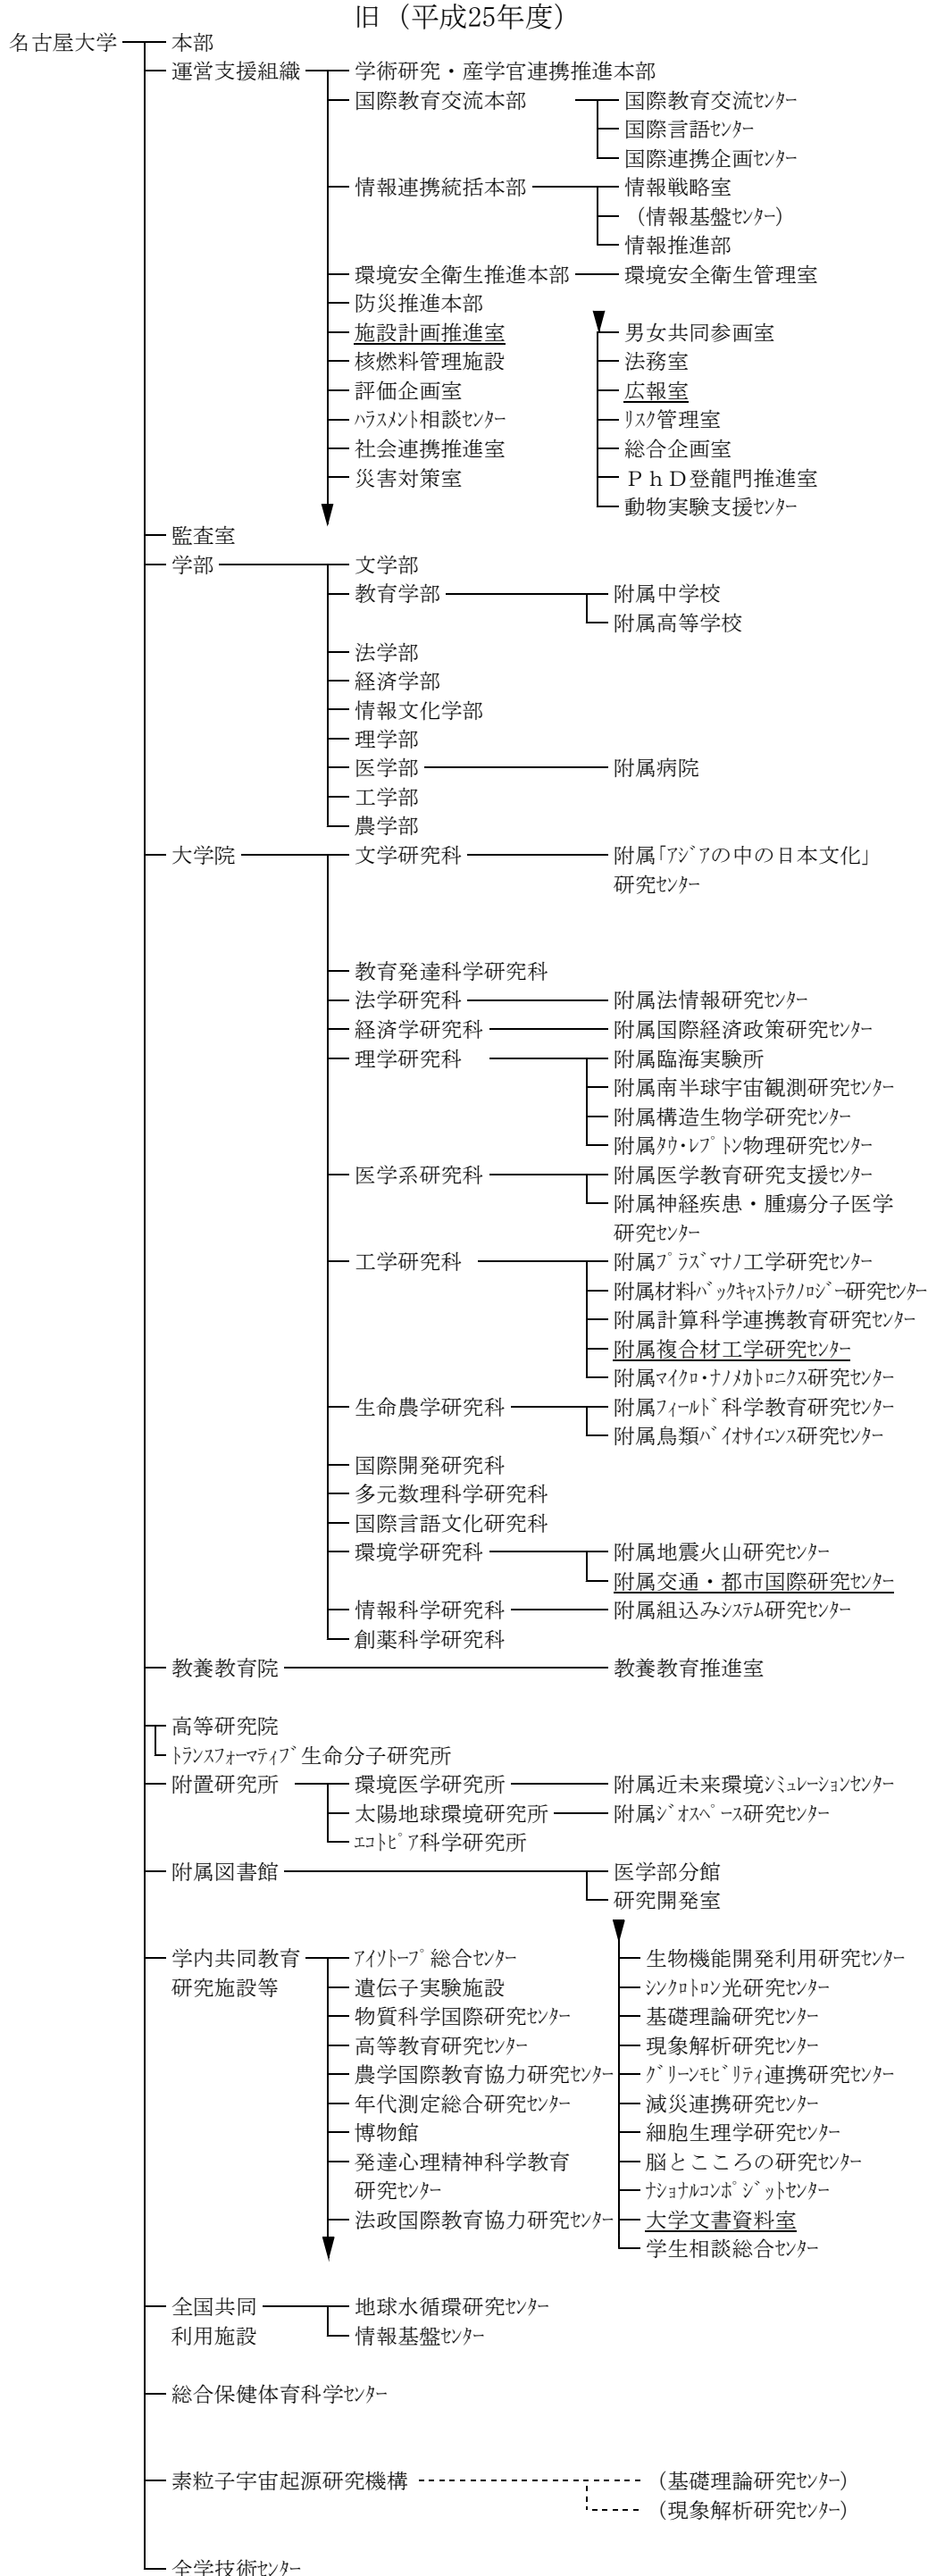 旧（平成25年度）
名古屋大学 本部
運営支援組織 学術研究・産学官連携推進本部
国際教育交流本部 国際教育交流ｾﾝﾀｰ
国際言語ｾﾝﾀｰ
国際連携企画ｾﾝﾀｰ
情報連携統括本部 情報戦略室
（情報基盤ｾﾝﾀｰ）
情報推進部
環境安全衛生推進本部 環境安全衛生管理室
防災推進本部
施設計画推進室 男女共同参画室
核燃料管理施設 法務室
評価企画室 広報室
ﾊﾗｽﾒﾝﾄ相談ｾﾝﾀｰ ﾘｽｸ管理室
社会連携推進室 総合企画室
災害対策室 ＰｈＤ登龍門推進室
動物実験支援ｾﾝﾀｰ
監査室
学部 文学部
教育学部 附属中学校
附属高等学校
法学部
経済学部
情報文化学部
理学部
医学部 附属病院
工学部
農学部
大学院 文学研究科 附属｢ｱｼﾞｱの中の日本文化｣
研究ｾﾝﾀｰ
教育発達科学研究科
法学研究科 附属法情報研究ｾﾝﾀｰ
経済学研究科 附属国際経済政策研究ｾﾝﾀｰ
理学研究科 附属臨海実験所
附属南半球宇宙観測研究ｾﾝﾀｰ
附属構造生物学研究ｾﾝﾀｰ
附属ﾀｳ･ﾚﾌﾟﾄﾝ物理研究ｾﾝﾀｰ
医学系研究科 附属医学教育研究支援ｾﾝﾀｰ
附属神経疾患・腫瘍分子医学
研究ｾﾝﾀｰ
工学研究科 附属ﾌﾟﾗｽﾞﾏﾅﾉ工学研究ｾﾝﾀｰ
附属材料ﾊﾞｯｸｷｬｽﾄﾃｸﾉﾛｼﾞｰ研究ｾﾝﾀｰ
附属計算科学連携教育研究ｾﾝﾀｰ
附属複合材工学研究ｾﾝﾀｰ
附属ﾏｲｸﾛ･ﾅﾉﾒｶﾄﾛﾆｸｽ研究ｾﾝﾀｰ
生命農学研究科 附属ﾌｨｰﾙﾄﾞ科学教育研究ｾﾝﾀｰ
附属鳥類ﾊﾞｲｵｻｲｴﾝｽ研究ｾﾝﾀｰ
国際開発研究科
多元数理科学研究科
国際言語文化研究科
環境学研究科 附属地震火山研究ｾﾝﾀｰ
附属交通・都市国際研究ｾﾝﾀｰ
情報科学研究科 附属組込みｼｽﾃﾑ研究ｾﾝﾀｰ
創薬科学研究科
教養教育院 教養教育推進室
高等研究院
ﾄﾗﾝｽﾌｫｰﾏﾃｨﾌﾞ生命分子研究所
附置研究所 環境医学研究所 附属近未来環境ｼﾐｭﾚｰｼｮﾝｾﾝﾀｰ
太陽地球環境研究所 附属ｼﾞｵｽﾍﾟｰｽ研究ｾﾝﾀｰ
ｴｺﾄﾋﾟｱ科学研究所
附属図書館 医学部分館
研究開発室
学内共同教育 ｱｲｿﾄｰﾌﾟ総合ｾﾝﾀｰ 生物機能開発利用研究ｾﾝﾀｰ
研究施設等 遺伝子実験施設 ｼﾝｸﾛﾄﾛﾝ光研究ｾﾝﾀｰ
物質科学国際研究ｾﾝﾀｰ 基礎理論研究ｾﾝﾀｰ
高等教育研究ｾﾝﾀｰ 現象解析研究ｾﾝﾀｰ
農学国際教育協力研究ｾﾝﾀｰ ｸﾞﾘｰﾝﾓﾋﾞﾘﾃｨ連携研究ｾﾝﾀｰ
年代測定総合研究ｾﾝﾀｰ 減災連携研究ｾﾝﾀｰ
博物館 細胞生理学研究ｾﾝﾀｰ
発達心理精神科学教育 脳とこころの研究ｾﾝﾀｰ
研究ｾﾝﾀｰ ﾅｼｮﾅﾙｺﾝﾎﾟｼﾞｯﾄｾﾝﾀｰ
法政国際教育協力研究ｾﾝﾀｰ 大学文書資料室
学生相談総合ｾﾝﾀｰ
全国共同 地球水循環研究ｾﾝﾀｰ
利用施設 情報基盤ｾﾝﾀｰ
総合保健体育科学ｾﾝﾀｰ
素粒子宇宙起源研究機構 （基礎理論研究ｾﾝﾀｰ）
（現象解析研究ｾﾝﾀｰ）
全学技術ｾﾝﾀｰ